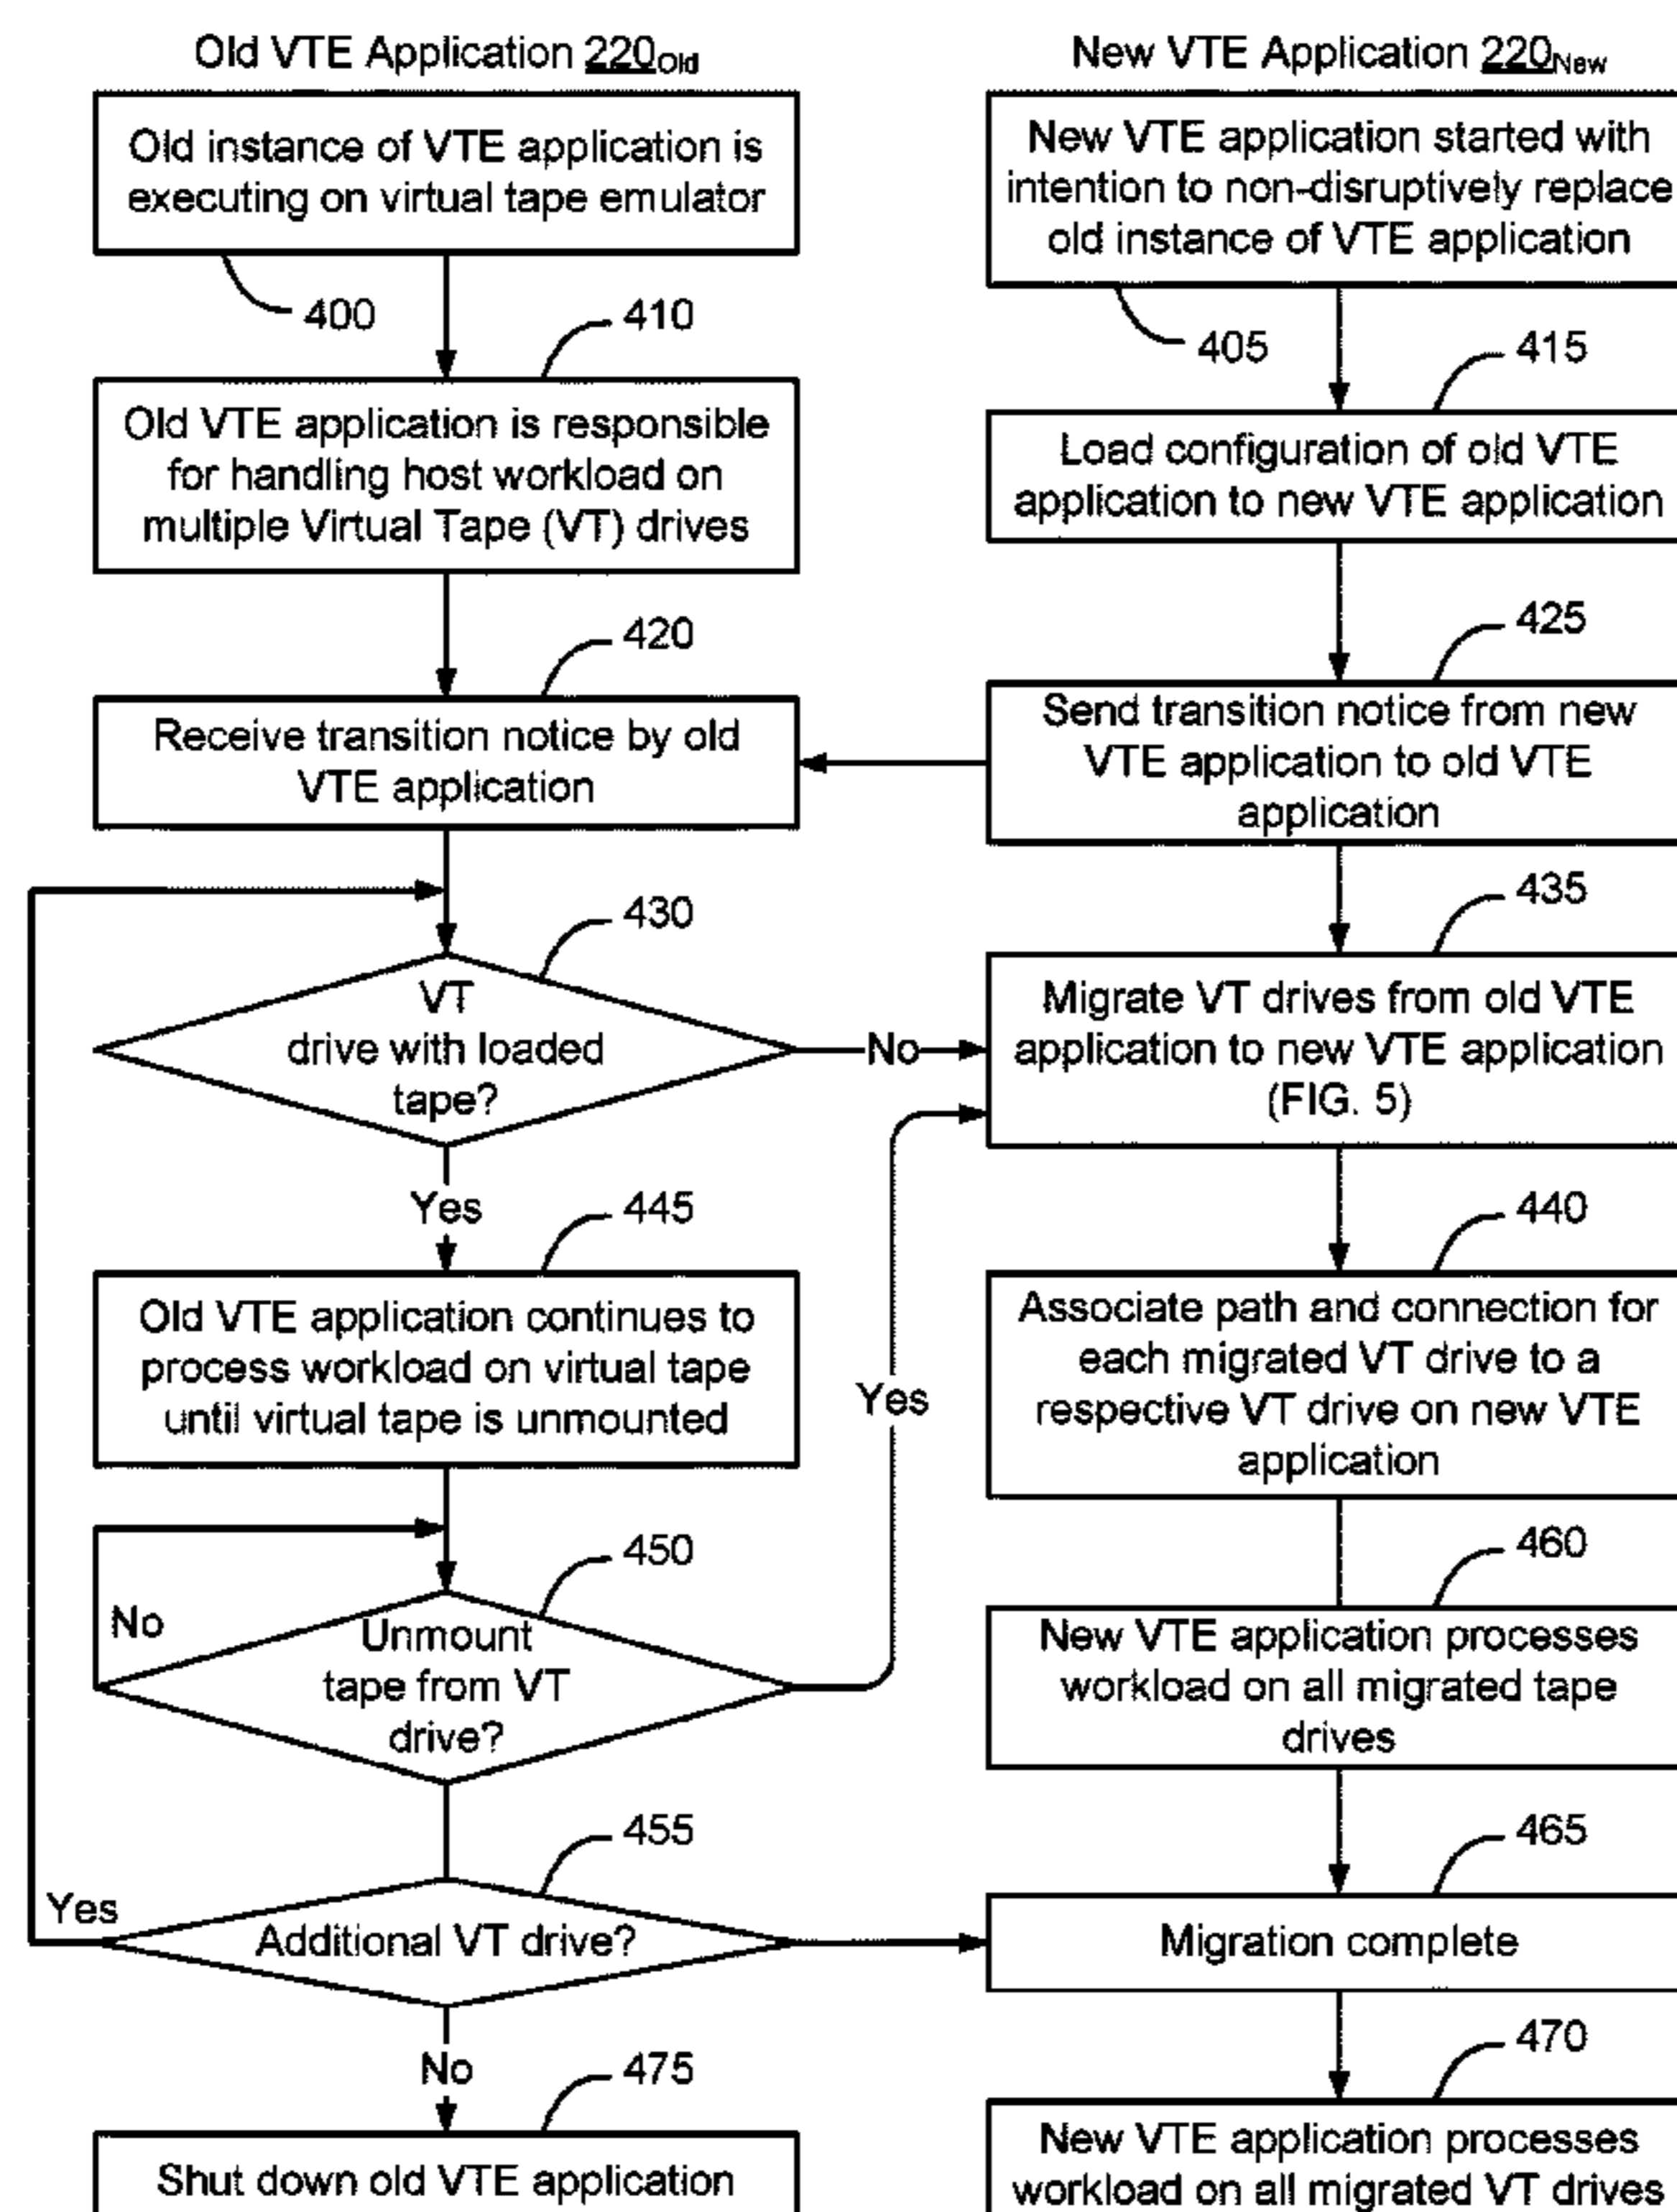 Old VTE Application 220Old
Old instance of VTE application is
executing on virtual tape emulator
400
410
Old VTE application is responsible
for handling host workload on
multiple Virtual Tape (VT) drives
420
Receive transition notice by old
VTE application
430
VT
drive with loaded
tape?
No
Yes
445
Old VTE application continues to
process workload on virtual tape
until virtual tape is unmounted
Yes
450
No
Unmount
tape from VT
drive?
455
Yes
Additional VT drive?
No
475
Shut down old VTE application
New VTE Application 220New
New VTE application started with
intention to non-disruptively replace
old instance of VTE application
405
415
Load configuration of old VTE
application to new VTE application
425
Send transition notice from new
VTE application to old VTE
application
435
Migrate VT drives from old VTE
application to new VTE application
(FIG. 5)
440
Associate path and connection for
each migrated VT drive to a
respective VT drive on new VTE
application
460
New VTE application processes
workload on all migrated tape
drives
465
Migration complete
470
New VTE application processes
workload on all migrated VT drives